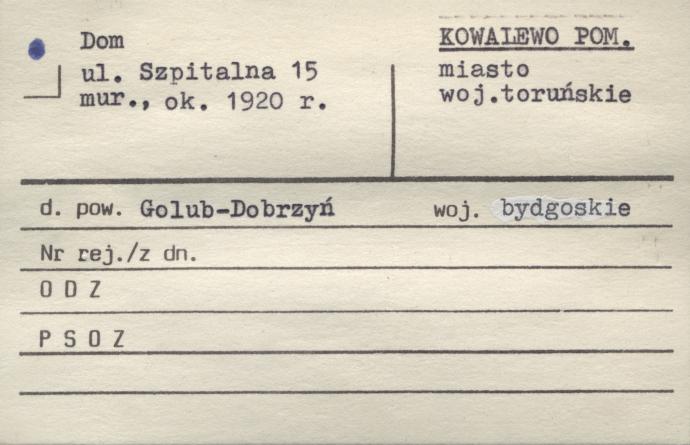 Dom
ul. Szpitalna 15
mur., ok. 1920 r.
KOWALEWO POM.
miasto
woj.toruńskie
d. pow. Golub-Dobrzyń woj. bydgoskie
Nr rej./z dn.
O D Z
P S O Z